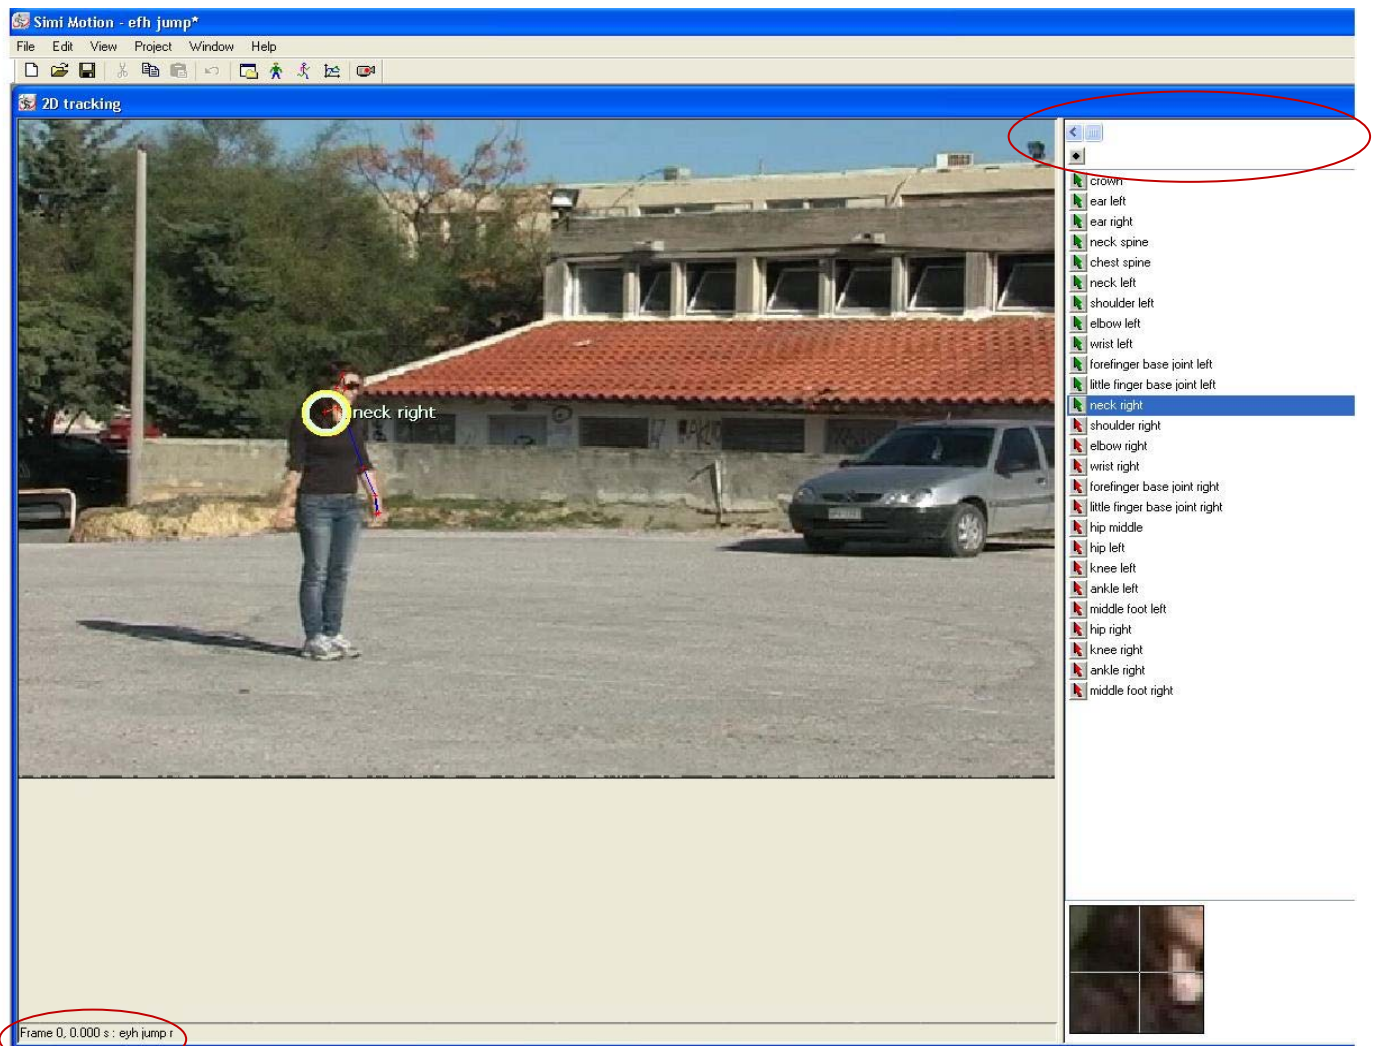 Simi Motion - efh jump*
File Edit View Project Window Help
2D tracking
neck right
crown
ear left
ear right
neck spine
chest spine
neck left
shoulder left
elbow left
wrist left
forefinger base joint left
little finger base joint left
neck right
shoulder right
elbow right
wrist right
forefinger base joint right
little finger base joint right
hip middle
hip left
knee left
ankle left
middle foot left
hip right
knee right
ankle right
middle foot right
Frame 0, 0.000 s : eyh jump r